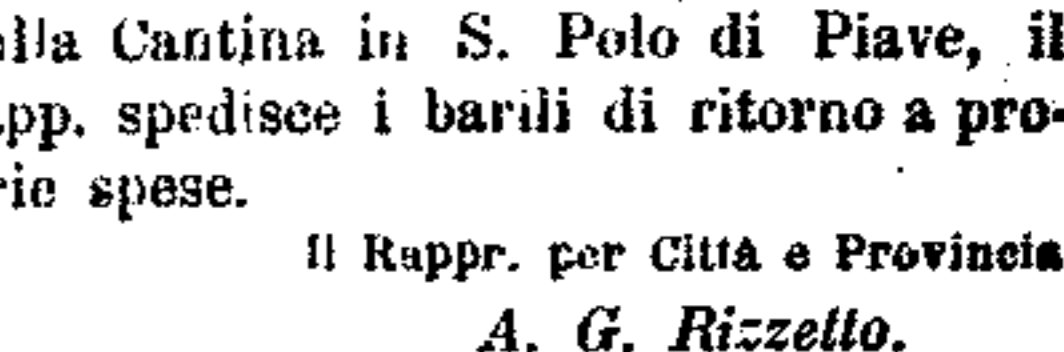 alla Cantina in S. Polo di Piave, il
pp. spedisce i barili di ritorno a pro-
rie spese.
Il Rappr. per Città e Provincia
A. G. Rizzetto.